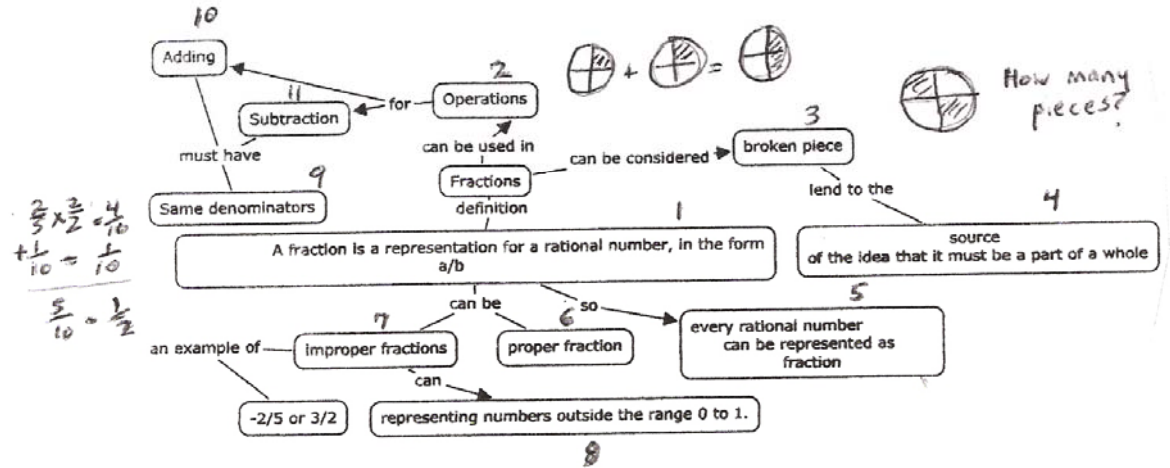 10
Adding
11
Subtraction
for
2
Operations
+ =
How many
pieces?
must have
can be used in
can be considered
3
broken piece
9
Same denominators
Fractions
definition
lend to the
4
source
of the idea that it must be a part of a whole
2/5 x 2/2 = 4/10
+ 1/10 = 1/10
5/10 = 1/2
1
A fraction is a representation for a rational number, in the form
a/b
can be
so
5
every rational number
can be represented as
fraction
7
improper fractions
6
proper fraction
an example of
can
-2/5 or 3/2
representing numbers outside the range 0 to 1.
8